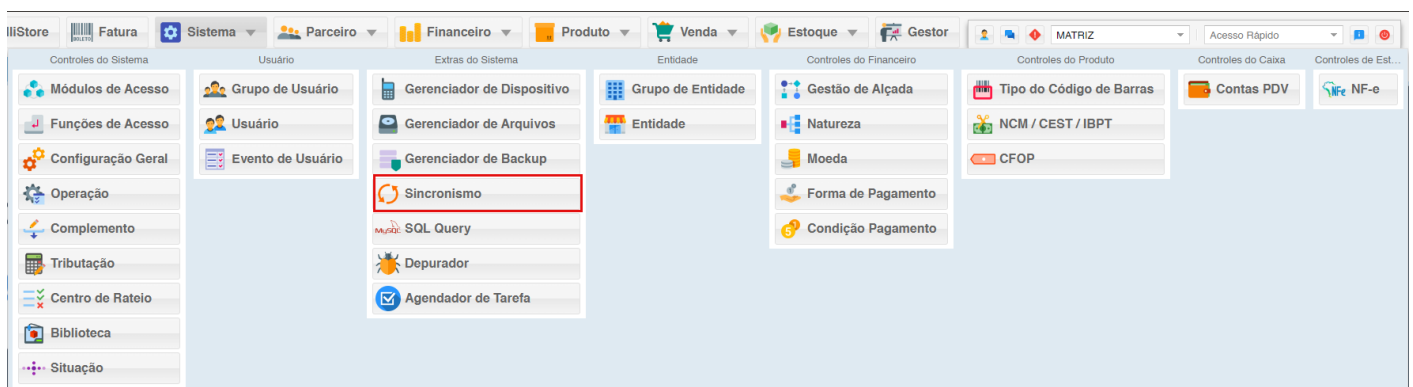 lliStore
BOLETO
Fatura
Sistema
Parceiro
Financeiro
Produto
Venda
Estoque
Gestor
MATRIZ
Acesso Rápido
Controles do Sistema
Usuário
Extras do Sistema
Entidade
Controles do Financeiro
Controles do Produto
Controles do Caixa
Controles de Est...
Módulos de Acesso
Grupo de Usuário
Gerenciador de Dispositivo
Grupo de Entidade
Gestão de Alçada
Tipo do Código de Barras
Contas PDV
NFe NF-e
Funções de Acesso
Usuário
Gerenciador de Arquivos
Entidade
Natureza
NCM / CEST / IBPT
Configuração Geral
Evento de Usuário
Gerenciador de Backup
Moeda
CFOP
Operação
Sincronismo
Forma de Pagamento
Complemento
MySQL SQL Query
Condição Pagamento
Tributação
Depurador
Centro de Rateio
Agendador de Tarefa
Biblioteca
Situação